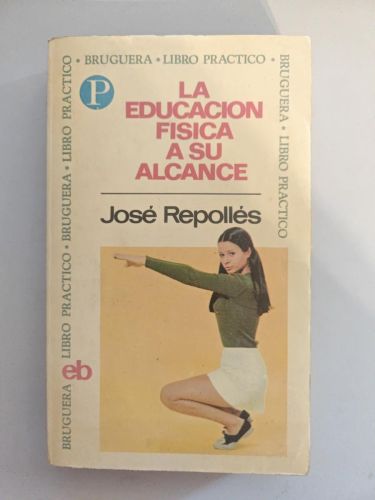 BRUGUERA • LIBRO PRACTICO • BRUGUERA • LIBRO PRACTICO •
BRUGUERA • LIBRO PRACTICO •
BRUGUERA • LIBRO PRACTICO
P
LA
EDUCACION
FISICA
A SU
ALCANCE
José Repollés
eb